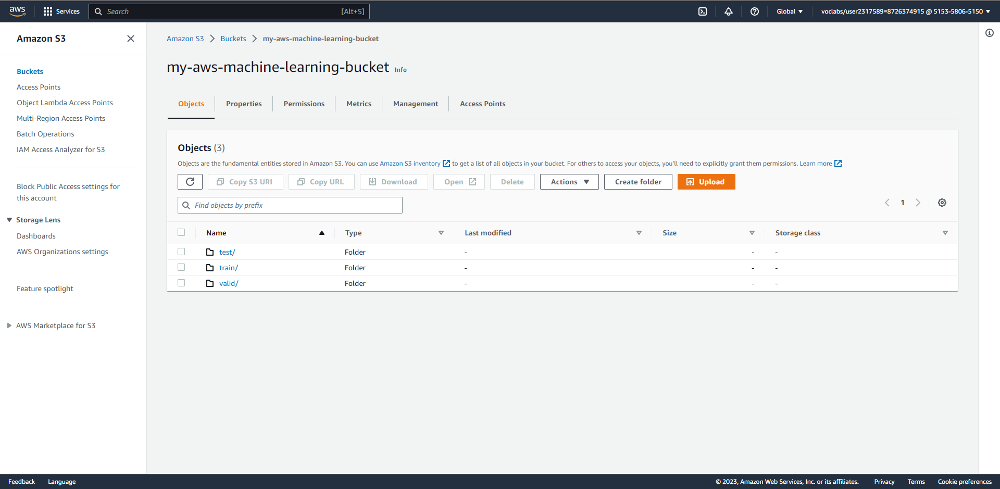 aws Services Search [Alt+S] Global voclabs/user2317589=8726374915 @ 5153-5806-5150
Amazon S3
Buckets
Access Points
Object Lambda Access Points
Multi-Region Access Points
Batch Operations
IAM Access Analyzer for S3
Block Public Access settings for
this account
Storage Lens
Dashboards
AWS Organizations settings
Feature spotlight
AWS Marketplace for S3
Amazon S3 Buckets my-aws-machine-learning-bucket
my-aws-machine-learning-bucket Info
Objects Properties Permissions Metrics Management Access Points
Objects (3)
Objects are the fundamental entities stored in Amazon S3. You can use Amazon S3 inventory to get a list of all objects in your bucket. For others to access your objects, you'll need to explicitly grant them permissions. Learn more
Copy S3 URI Copy URL Download Open Delete Actions Create folder Upload
Find objects by prefix 1
Name Type Last modified Size Storage class
test/ Folder - - -
train/ Folder - - -
valid/ Folder - - -
Feedback Language © 2023, Amazon Web Services, Inc. or its affiliates. Privacy Terms Cookie preferences